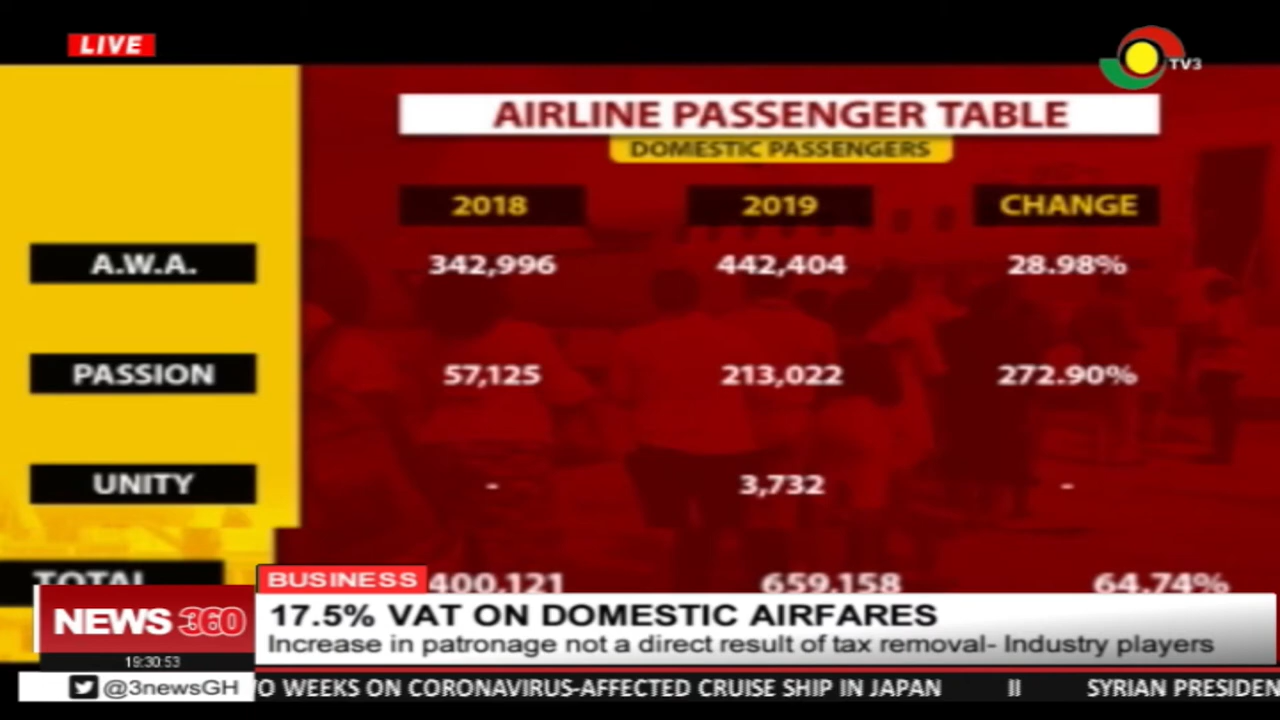 LIVE
TV3
AIRLINE PASSENGER TABLE
DOMESTIC PASSENGERS
2018 2019 CHANGE
A.W.A. 342,996 442,404 28.98%
PASSION 57,125 213,022 272.90%
UNITY - 3,732 -
TOTAL 400,121 659,158 64.74%
BUSINESS
NEWS 360
17.5% VAT ON DOMESTIC AIRFARES
Increase in patronage not a direct result of tax removal- Industry players
19:30:53
@3newsGH
O WEEKS ON CORONAVIRUS-AFFECTED CRUISE SHIP IN JAPAN II SYRIAN PRESIDEN